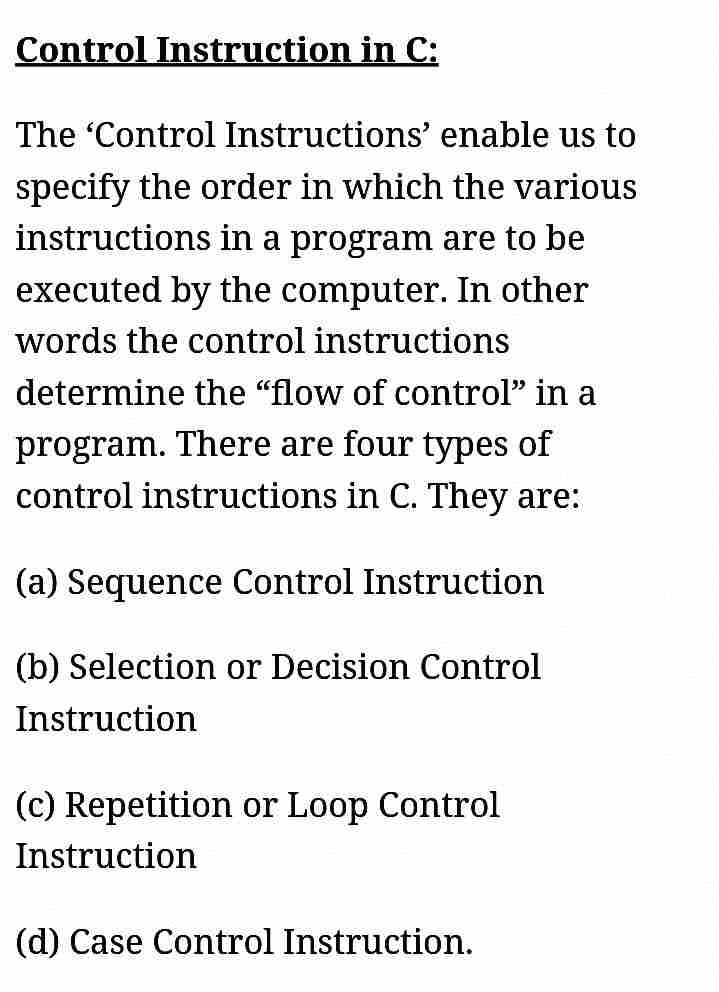 Control Instruction in C:
The ‘Control Instructions’ enable us to
specify the order in which the various
instructions in a program are to be
executed by the computer. In other
words the control instructions
determine the “flow of control” in a
program. There are four types of
control instructions in C. They are:
(a) Sequence Control Instruction
(b) Selection or Decision Control
Instruction
(c) Repetition or Loop Control
Instruction
(d) Case Control Instruction.